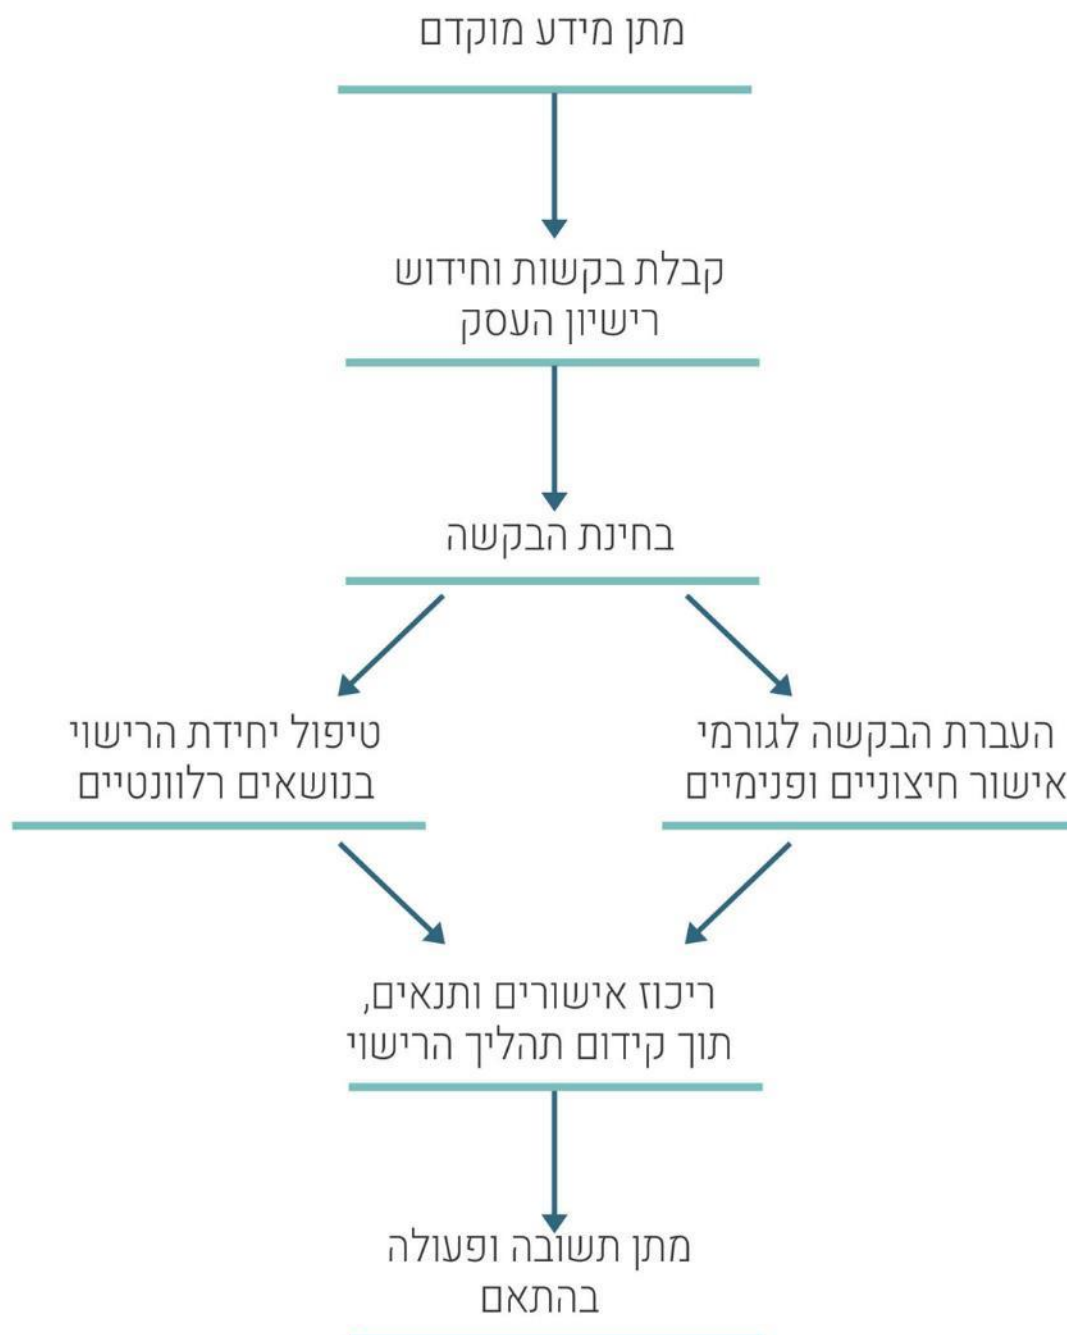 מתן מידע מוקדם
קבלת בקשות וחידוש
רישיון העסק
בחינת הבקשה
העברת הבקשה לגורמי
אישור חיצוניים ופנימיים
טיפול יחידת הרישוי
בנושאים רלוונטיים
ריכוז אישורים ותנאים,
תוך קידום תהליך הרישוי
מתן תשובה ופעולה
בהתאם